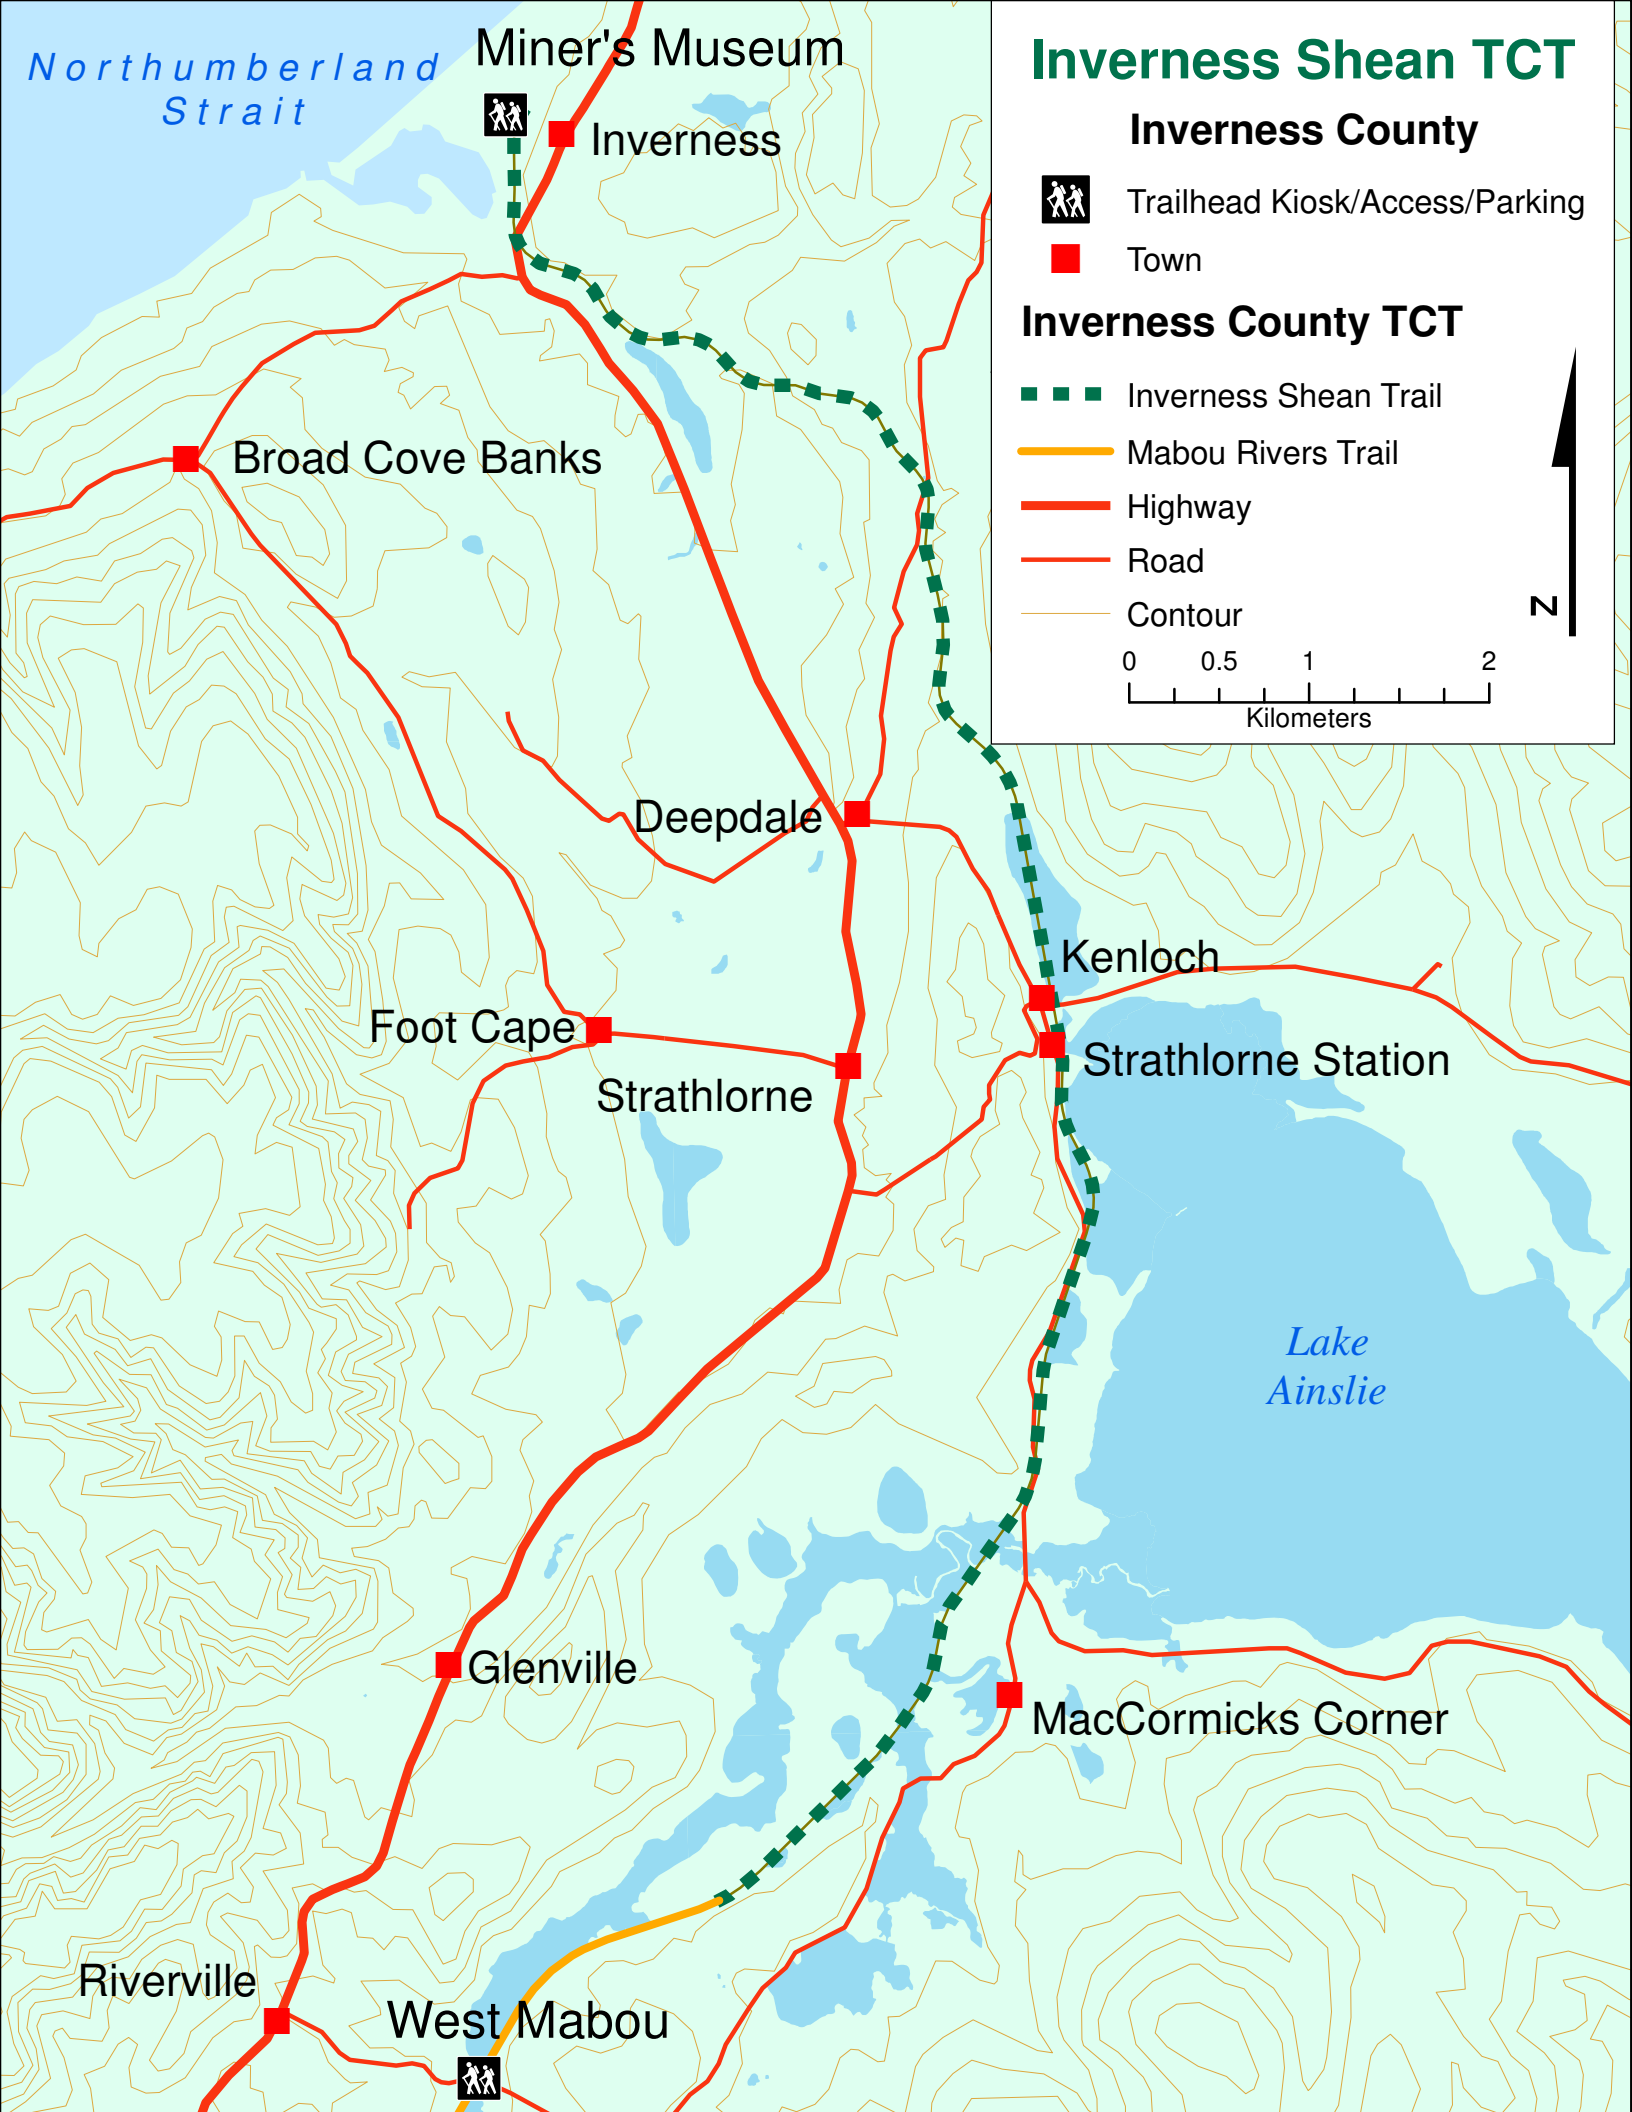 Northumberland
Strait
Miner's Museum
Inverness
Broad Cove Banks
Deepdale
Kenloch
Foot Cape
Strathlorne Station
Strathlorne
Lake
Ainslie
Glenville
MacCormicks Corner
Riverville
West Mabou
Inverness Shean TCT
Inverness County
Trailhead Kiosk/Access/Parking
Town
Inverness County TCT
Inverness Shean Trail
Mabou Rivers Trail
Highway
Road
Contour
N
0 0.5 1 2
Kilometers